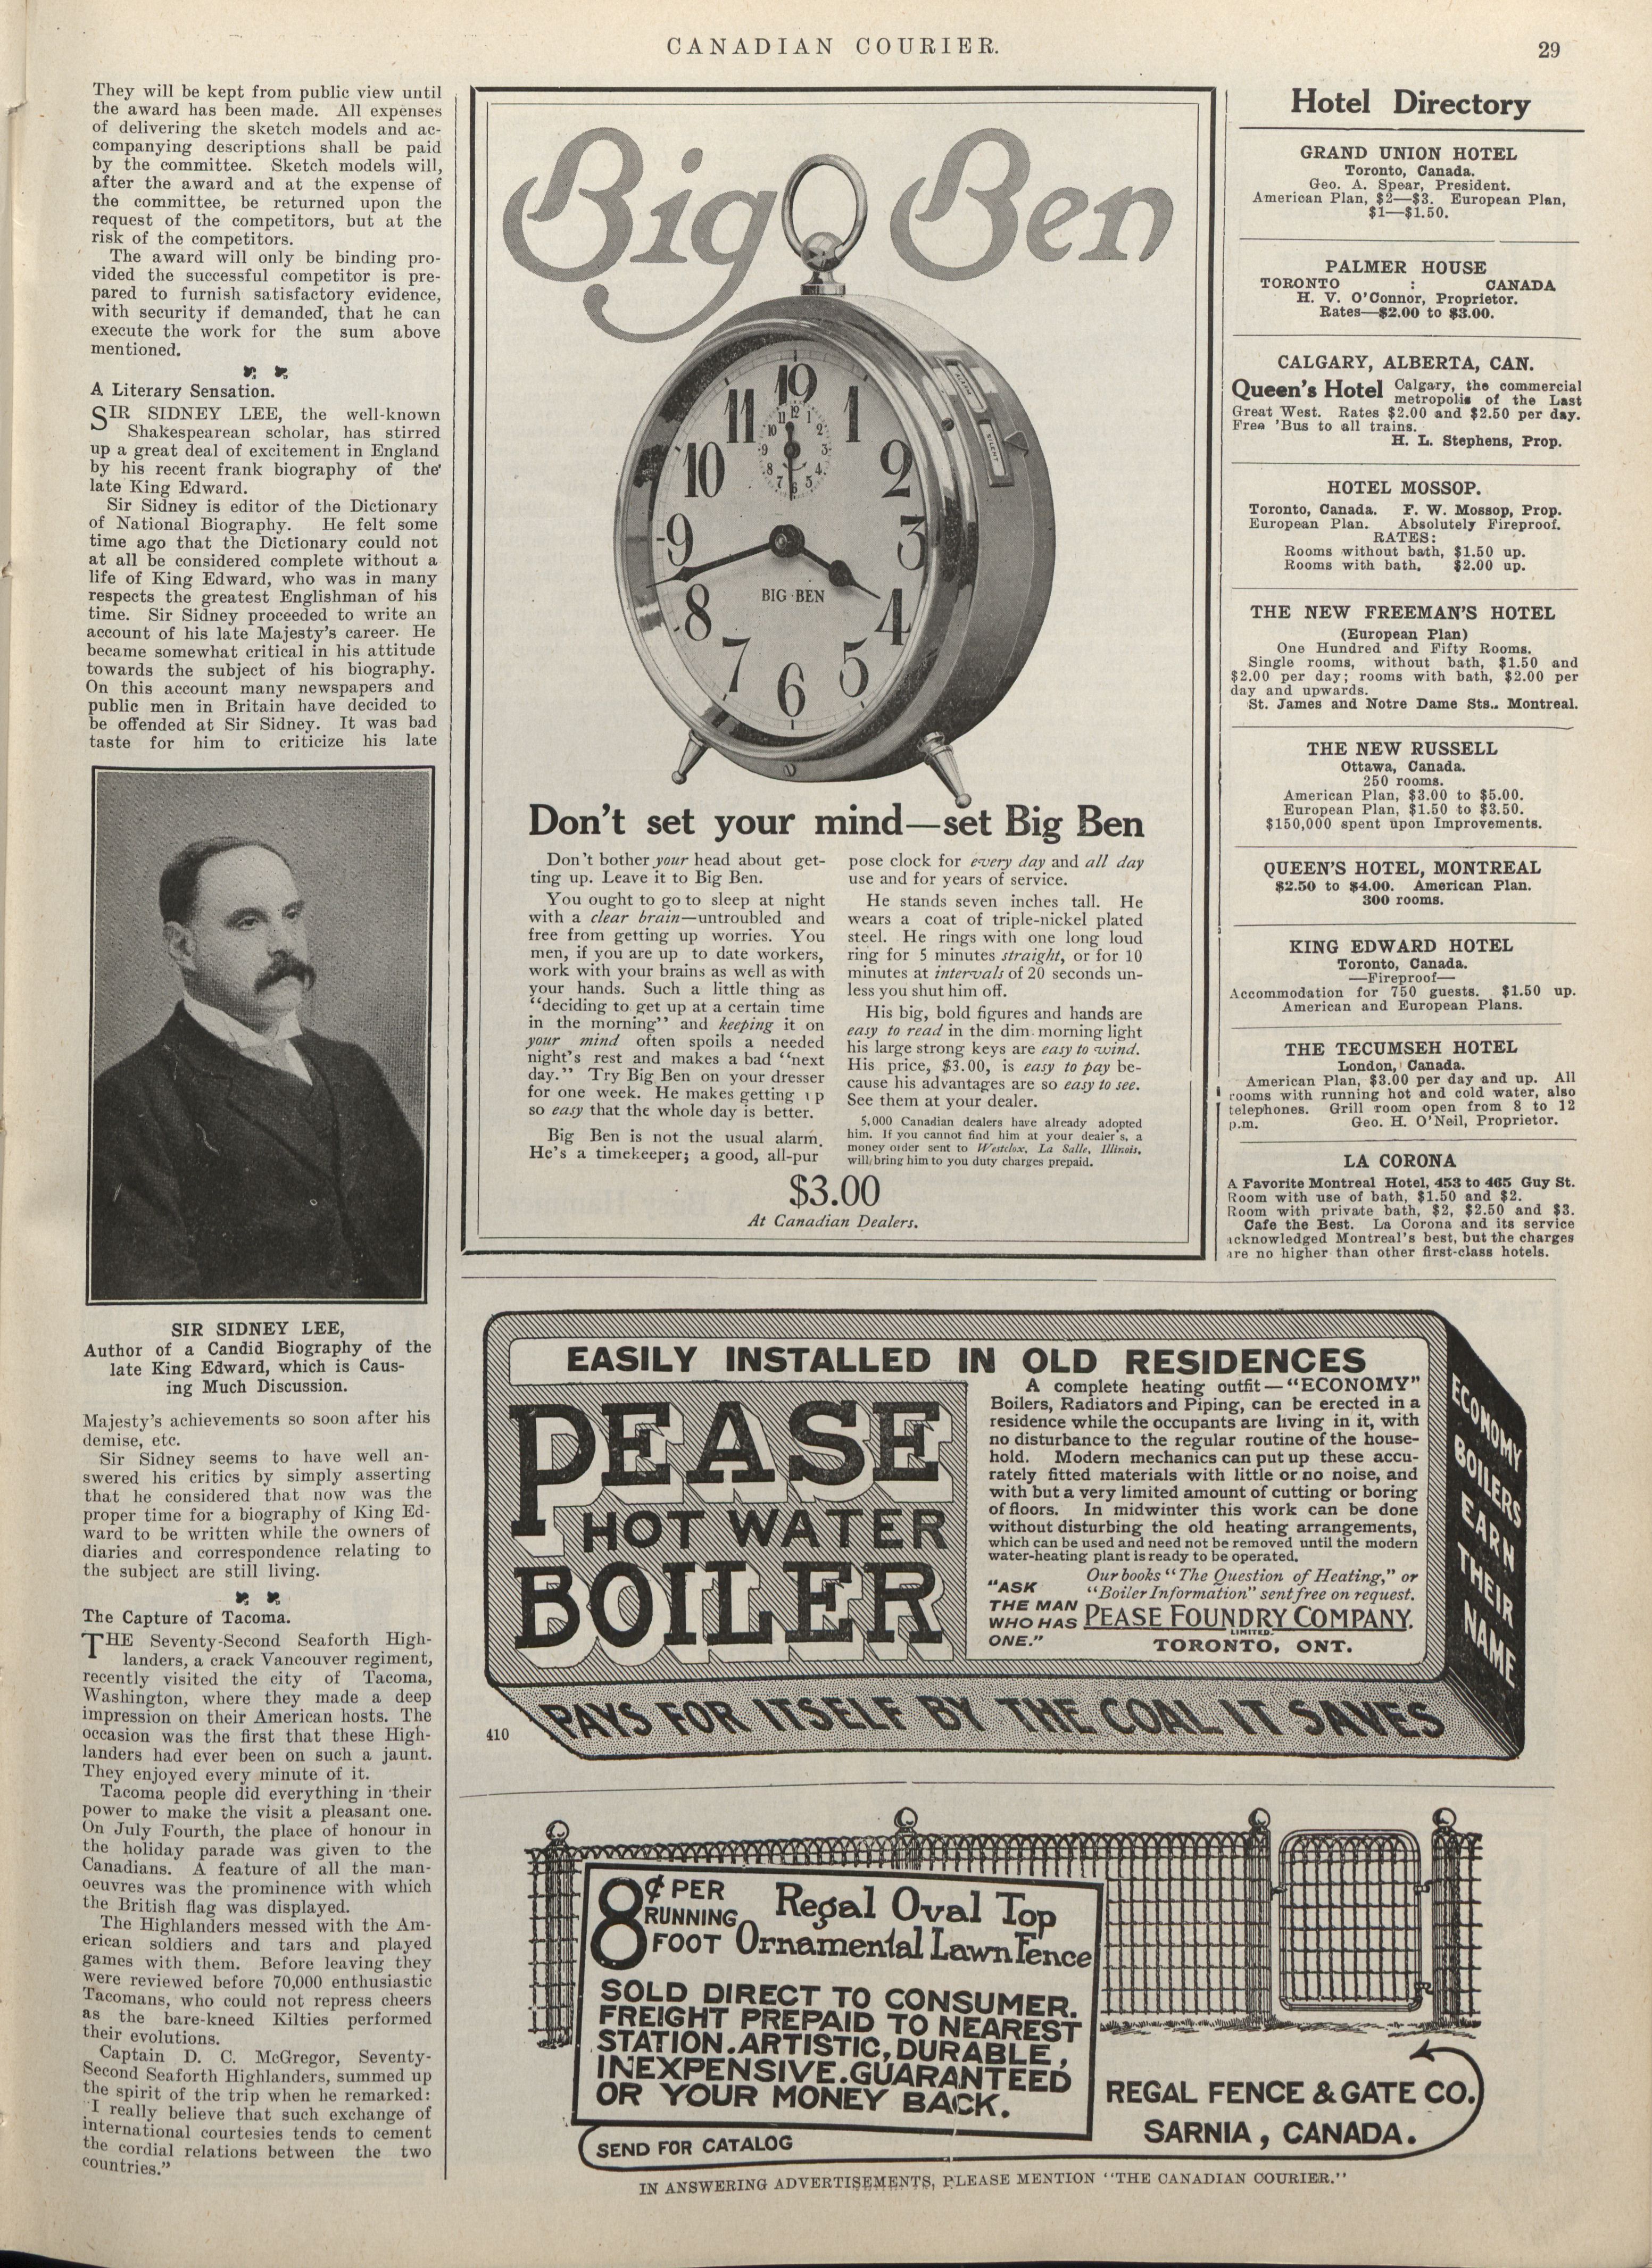 CANADIAN COURIER.
29
They will be kept from public view until
the award has been made. All expenses
of delivering the sketch models and ac-
companying descriptions shall be paid
by the committee. Sketch models will,
after the award and at the expense of
the committee, be returned upon the
request of the competitors, but at the
risk of the competitors.
The award will only be binding pro-
vided the successful competitor is pre-
pared to furnish satisfactory evidence,
with security if demanded, that he can
execute the work for the sum above
mentioned.
A Literary Sensation.
SIR SIDNEY LEE, the well-known
Shakespearean scholar, has stirred
up a great deal of excitement in England
by his recent frank biography of the
late King Edward.
Sir Sidney is editor of the Dictionary
of National Biography. He felt some
time ago that the Dictionary could not
at all be considered complete without a
life of King Edward, who was in many
respects the greatest Englishman of his
time. Sir Sidney proceeded to write an
account of his late Majesty's career. He
became somewhat critical in his attitude
towards the subject of his biography.
On this account many newspapers and
public men in Britain have decided to
be offended at Sir Sidney. It was bad
taste for him to criticize his late
SIR SIDNEY LEE,
Author of a Candid Biography of the
late King Edward, which is Caus-
ing Much Discussion.
Majesty's achievements so soon after his
demise, etc.
Sir Sidney seems to have well an-
swered his critics by simply asserting
that he considered that now was the
proper time for a biography of King Ed-
ward to be written while the owners of
diaries and correspondence relating to
the subject are still living.
The Capture of Tacoma.
THE Seventy-Second Seaforth High-
landers, a crack Vancouver regiment,
recently visited the city of Tacoma,
Washington, where they made a deep
impression on their American hosts. The
occasion was the first that these High-
landers had ever been on such a jaunt.
They enjoyed every minute of it.
Tacoma people did everything in their
power to make the visit a pleasant one.
On July Fourth, the place of honour in
the holiday parade was given to the
Canadians. A feature of all the man-
oeuvres was the prominence with which
the British flag was displayed.
The Highlanders messed with the Am-
erican soldiers and tars and played
games with them. Before leaving they
were reviewed before 70,000 enthusiastic
Tacomans, who could not repress cheers
as the bare-kneed Kilties performed
their evolutions.
Captain D. C. McGregor, Seventy-
Second Seaforth Highlanders, summed up
the spirit of the trip when he remarked:
"I really believe that such exchange of
international courtesies tends to cement
the cordial relations between the two
countries."
Big Ben
12
11
1
10
2
9
3
8
4
7
5
6
12
11
1
10
2
9
3
8
4
7
5
6
SILENT
BIG BEN
Don't set your mind—set Big Ben
Don't bother your head about get-
ting up. Leave it to Big Ben.
You ought to go to sleep at night
with a clear brain—untroubled and
free from getting up worries. You
men, if you are up to date workers,
work with your brains as well as with
your hands. Such a little thing as
"deciding to get up at a certain time
in the morning" and keeping it on
your mind often spoils a needed
night's rest and makes a bad "next
day." Try Big Ben on your dresser
for one week. He makes getting up
so easy that the whole day is better.
Big Ben is not the usual alarm.
He's a timekeeper; a good, all-pur
pose clock for every day and all day
use and for years of service.
He stands seven inches tall. He
wears a coat of triple-nickel plated
steel. He rings with one long loud
ring for 5 minutes straight, or for 10
minutes at intervals of 20 seconds un-
less you shut him off.
His big, bold figures and hands are
easy to read in the dim morning light
his large strong keys are easy to wind.
His price, $3.00, is easy to pay be-
cause his advantages are so easy to see.
See them at your dealer.
5,000 Canadian dealers have already adopted
him. If you cannot find him at your dealer's, a
money order sent to Westclox, La Salle, Illinois,
will bring him to you duty charges prepaid.
$3.00
At Canadian Dealers.
Hotel Directory
GRAND UNION HOTEL
Toronto, Canada.
Geo. A. Spear, President.
American Plan, $2—$3. European Plan,
$1—$1.50.
PALMER HOUSE
TORONTO : CANADA
H. V. O'Connor, Proprietor.
Rates—$2.00 to $3.00.
CALGARY, ALBERTA, CAN.
Queen's Hotel Calgary, the commercial
metropolis of the Last
Great West. Rates $2.00 and $2.50 per day.
Free 'Bus to all trains.
H. L. Stephens, Prop.
HOTEL MOSSOP.
Toronto, Canada. F. W. Mossop, Prop.
European Plan. Absolutely Fireproof.
RATES:
Rooms without bath, $1.50 up.
Rooms with bath, $2.00 up.
THE NEW FREEMAN'S HOTEL
(European Plan)
One Hundred and Fifty Rooms.
Single rooms, without bath, $1.50 and
$2.00 per day; rooms with bath, $2.00 per
day and upwards.
St. James and Notre Dame Sts., Montreal.
THE NEW RUSSELL
Ottawa, Canada.
250 rooms.
American Plan, $3.00 to $5.00.
European Plan, $1.50 to $3.50.
$150,000 spent upon Improvements.
QUEEN'S HOTEL, MONTREAL
$2.50 to $4.00. American Plan.
300 rooms.
KING EDWARD HOTEL
Toronto, Canada.
—Fireproof—
Accommodation for 750 guests. $1.50 up.
American and European Plans.
THE TECUMSEH HOTEL
London, Canada.
American Plan, $3.00 per day and up. All
rooms with running hot and cold water, also
telephones. Grill room open from 8 to 12
p.m. Geo. H. O'Neil, Proprietor.
LA CORONA
A Favorite Montreal Hotel, 453 to 465 Guy St.
Room with use of bath, $1.50 and $2.
Room with private bath, $2, $2.50 and $3.
Cafe the Best. La Corona and its service
acknowledged Montreal's best, but the charges
are no higher than other first-class hotels.
EASILY INSTALLED IN OLD RESIDENCES
PEASE
HOT WATER
BOILER
A complete heating outfit—"ECONOMY"
Boilers, Radiators and Piping, can be erected in a
residence while the occupants are living in it, with
no disturbance to the regular routine of the house-
hold. Modern mechanics can put up these accu-
rately fitted materials with little or no noise, and
with but a very limited amount of cutting or boring
of floors. In midwinter this work can be done
without disturbing the old heating arrangements,
which can be used and need not be removed until the modern
water-heating plant is ready to be operated.
Our books "The Question of Heating," or
"Boiler Information" sent free on request.
"ASK
THE MAN
WHO HAS
ONE."
PEASE FOUNDRY COMPANY,
LIMITED.
TORONTO, ONT.
ECONOMY
BOILERS
EARN
THEIR
NAME
PAYS FOR ITSELF BY THE COAL IT SAVES
410
8¢ PER
RUNNING
FOOT
Regal Oval Top
Ornamental Lawn Fence
SOLD DIRECT TO CONSUMER.
FREIGHT PREPAID TO NEAREST
STATION. ARTISTIC, DURABLE,
INEXPENSIVE. GUARANTEED
OR YOUR MONEY BACK.
SEND FOR CATALOG
REGAL FENCE & GATE CO.
SARNIA, CANADA.
IN ANSWERING ADVERTISEMENTS, PLEASE MENTION "THE CANADIAN COURIER."